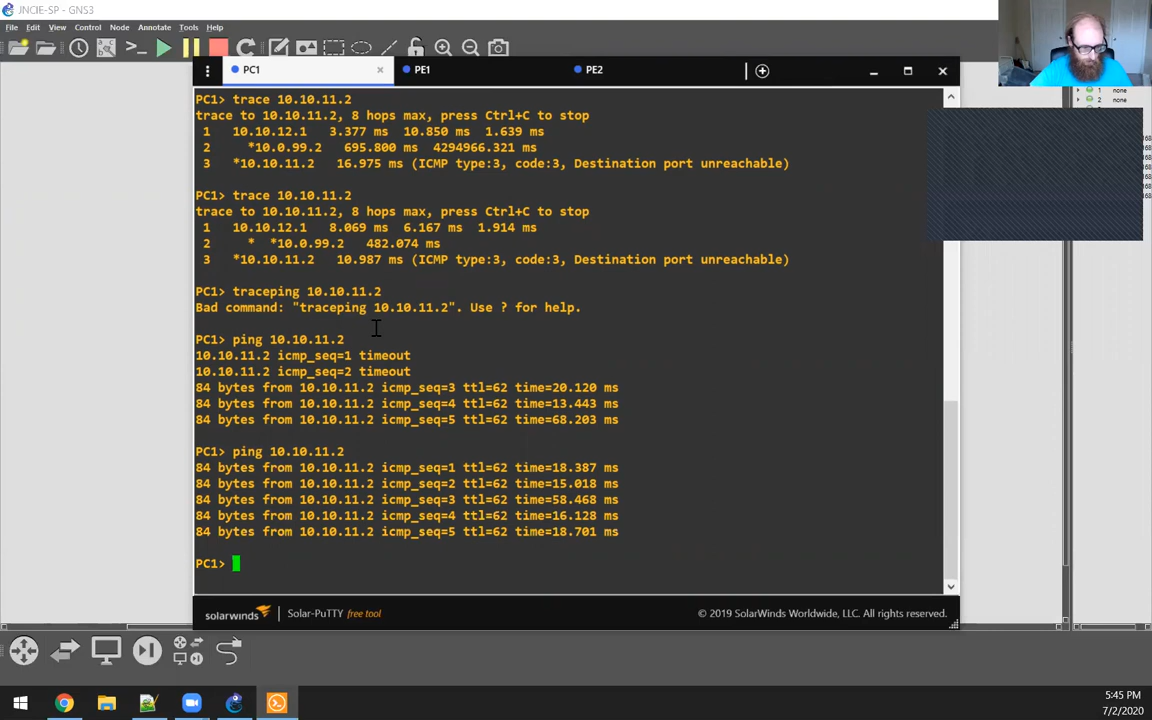 JNCIE-SP - GNS3
File Edit View Control Node Annotate Tools Help
PC1 × PE1 PE2
PC1> trace 10.10.11.2
trace to 10.10.11.2, 8 hops max, press Ctrl+C to stop
1 10.10.12.1 3.377 ms 10.850 ms 1.639 ms
2 *10.0.99.2 695.800 ms 4294966.321 ms
3 *10.10.11.2 16.975 ms (ICMP type:3, code:3, Destination port unreachable)
PC1> trace 10.10.11.2
trace to 10.10.11.2, 8 hops max, press Ctrl+C to stop
1 10.10.12.1 8.069 ms 6.167 ms 1.914 ms
2 * *10.0.99.2 482.074 ms
3 *10.10.11.2 10.987 ms (ICMP type:3, code:3, Destination port unreachable)
PC1> traceping 10.10.11.2
Bad command: "traceping 10.10.11.2". Use ? for help.
PC1> ping 10.10.11.2
10.10.11.2 icmp_seq=1 timeout
10.10.11.2 icmp_seq=2 timeout
84 bytes from 10.10.11.2 icmp_seq=3 ttl=62 time=20.120 ms
84 bytes from 10.10.11.2 icmp_seq=4 ttl=62 time=13.443 ms
84 bytes from 10.10.11.2 icmp_seq=5 ttl=62 time=68.203 ms
PC1> ping 10.10.11.2
84 bytes from 10.10.11.2 icmp_seq=1 ttl=62 time=18.387 ms
84 bytes from 10.10.11.2 icmp_seq=2 ttl=62 time=15.018 ms
84 bytes from 10.10.11.2 icmp_seq=3 ttl=62 time=58.468 ms
84 bytes from 10.10.11.2 icmp_seq=4 ttl=62 time=16.128 ms
84 bytes from 10.10.11.2 icmp_seq=5 ttl=62 time=18.701 ms
PC1>
solarwinds Solar-PuTTY free tool © 2019 SolarWinds Worldwide, LLC. All rights reserved.
1 none
2 none
5:45 PM
7/2/2020